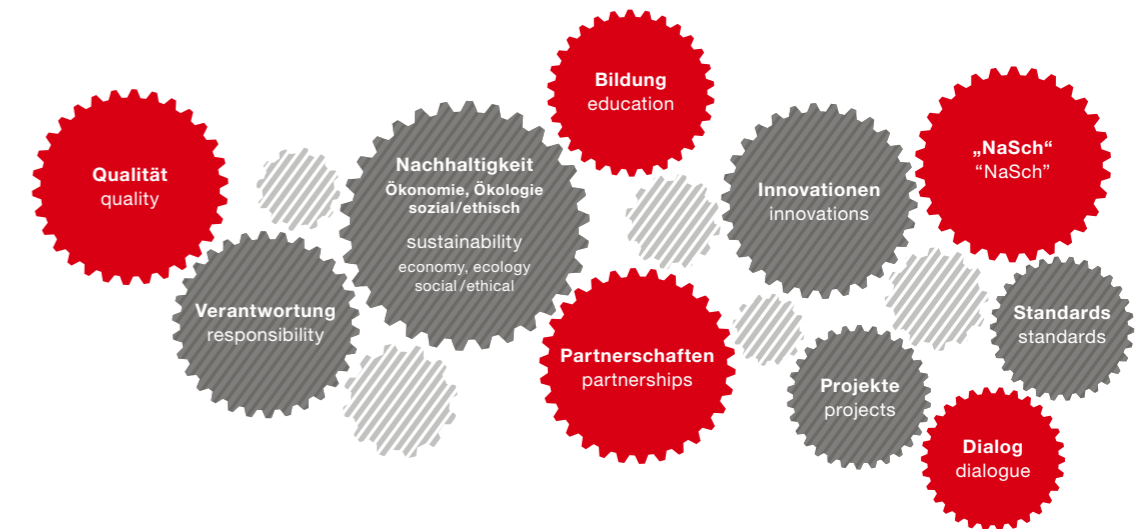 Qualität
quality
Verantwortung
responsibility
Nachhaltigkeit
Ökonomie, Ökologie
sozial/ethisch
sustainability
economy, ecology
social/ethical
Bildung
education
Partnerschaften
partnerships
Innovationen
innovations
Projekte
projects
„NaSch“
“NaSch”
Standards
standards
Dialog
dialogue